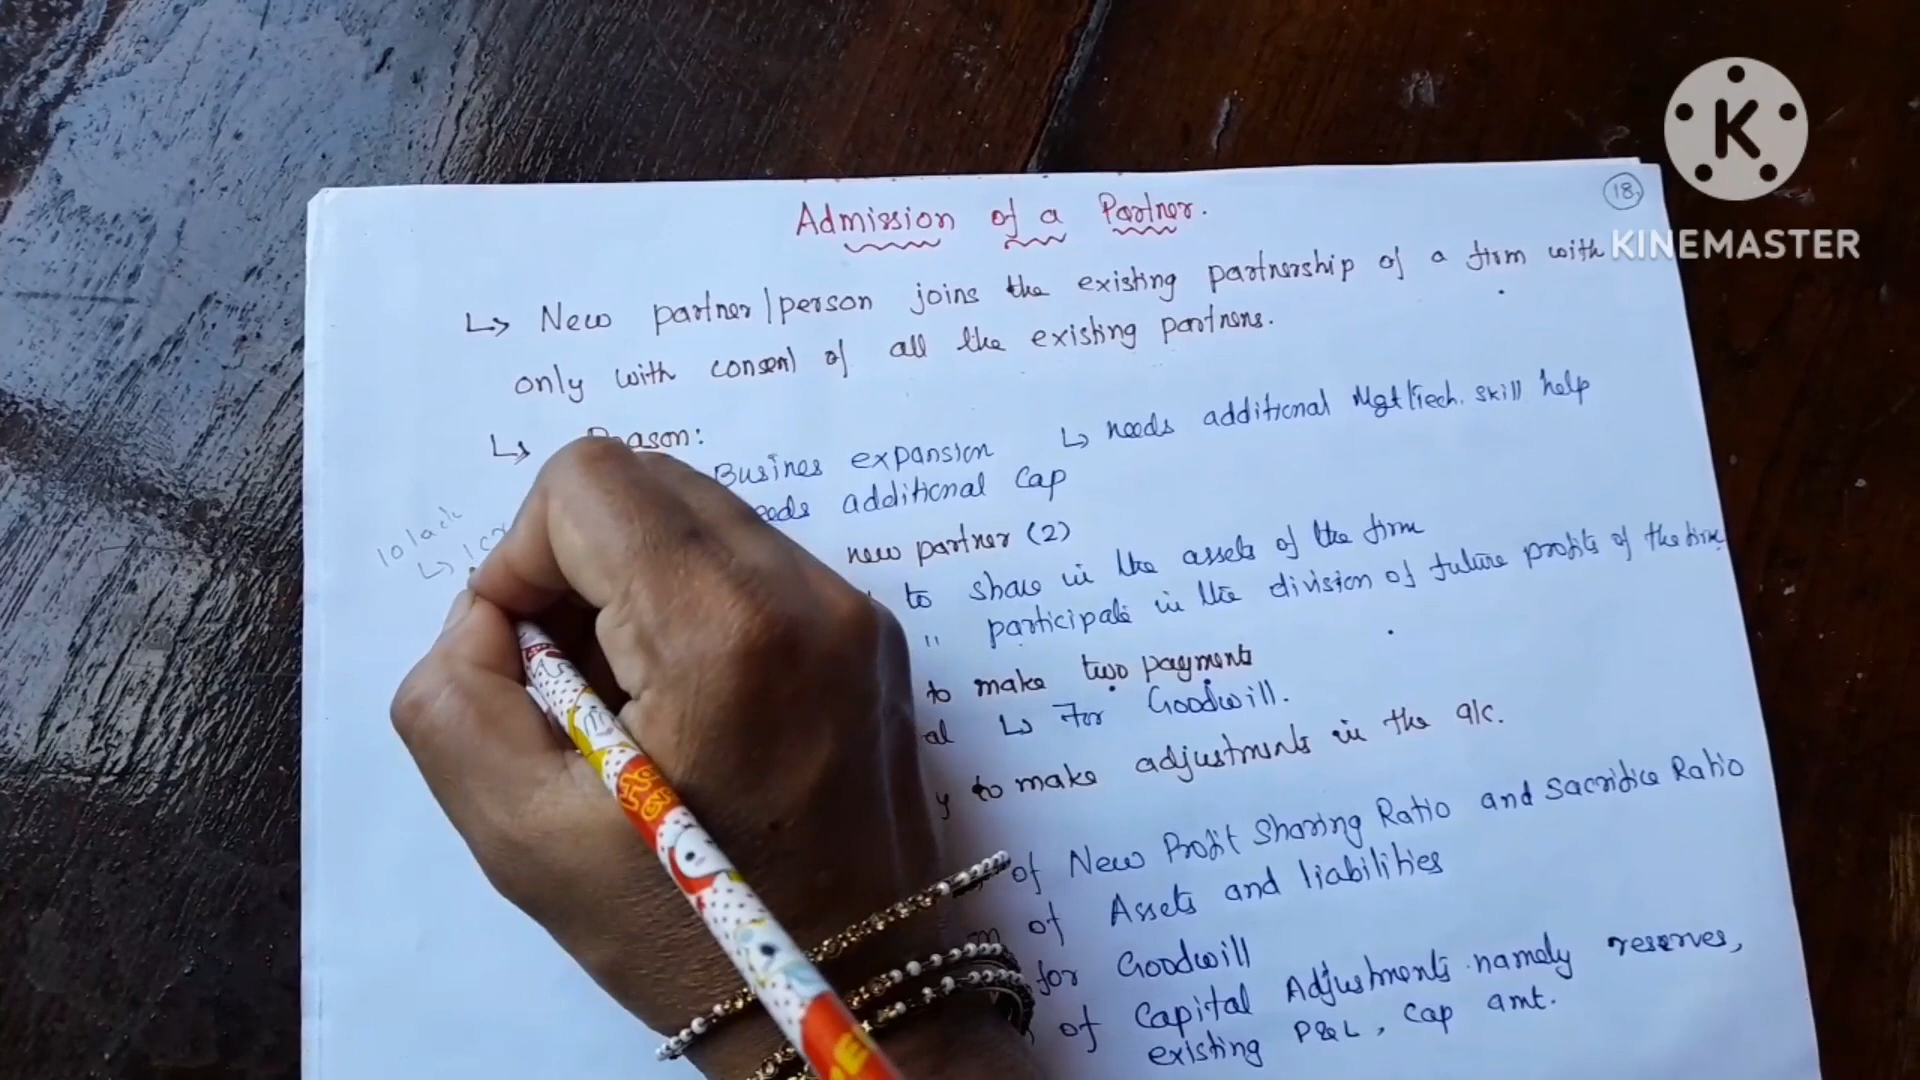 K
KINEMASTER
18.
Admission of a Partner.
↳ New partner/person joins the existing partnership of a firm with
only with consent of all the existing partners.
↳ Reason:
Busines expansion ↳ needs additional Mgt/Tech. skill help
eeds additional Cap
10 lack
↳ 1 cr
new partner (2)
to share in the assets of the firm
" participate in the division of future profits of the firm
to make two payments
al ↳ For Goodwill.
y to make adjustments in the a/c.
of New Profit Sharing Ratio and Sacrifice Ratio
of Assets and liabilities
for Goodwill
of Capital Adjustments namely reserves,
existing P&L, Cap amt.